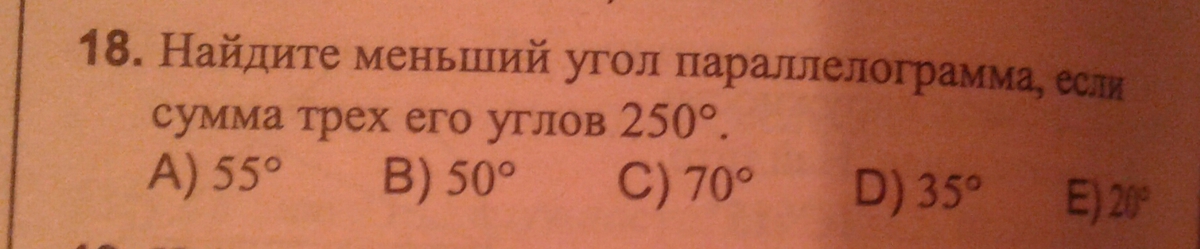 18. Найдите меньший угол параллелограмма, если
сумма трех его углов 250°.
A) 55° B) 50° C) 70° D) 35° E) 20°